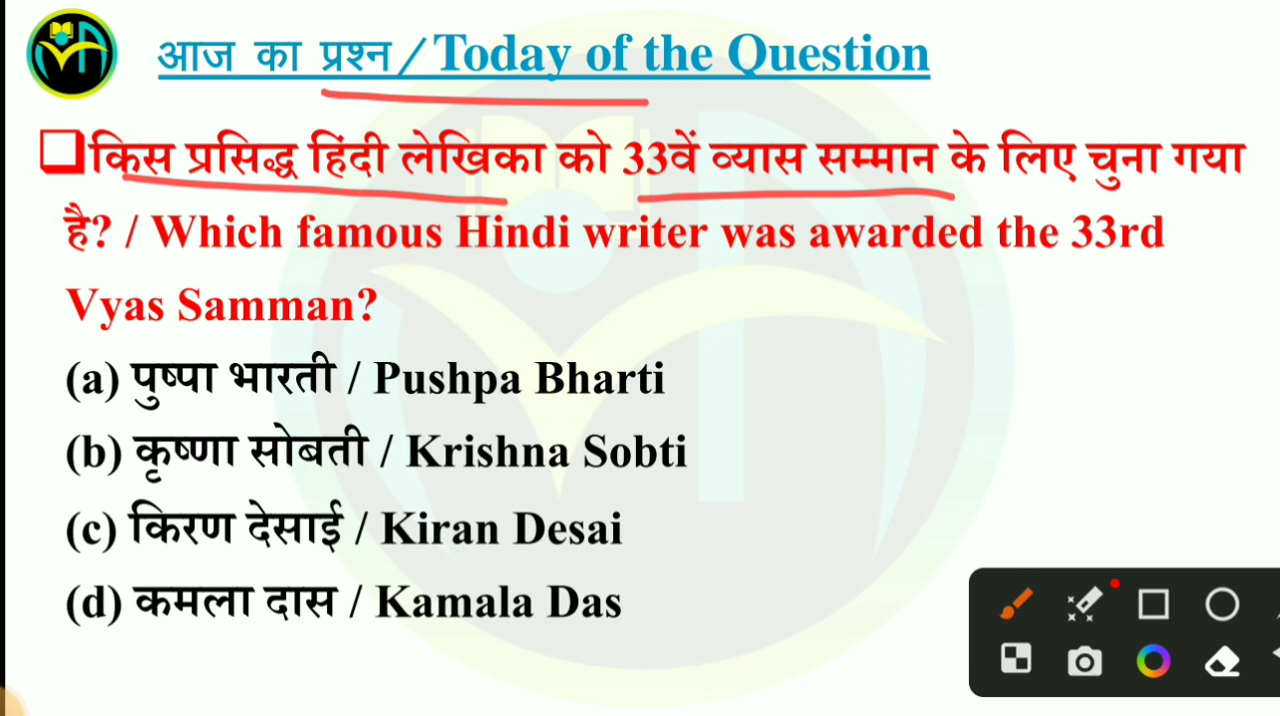 आज का प्रश्न / Today of the Question
किस प्रसिद्ध हिंदी लेखिका को 33वें व्यास सम्मान के लिए चुना गया
है? / Which famous Hindi writer was awarded the 33rd
Vyas Samman?
(a) पुष्पा भारती / Pushpa Bharti
(b) कृष्णा सोबती / Krishna Sobti
(c) किरण देसाई / Kiran Desai
(d) कमला दास / Kamala Das